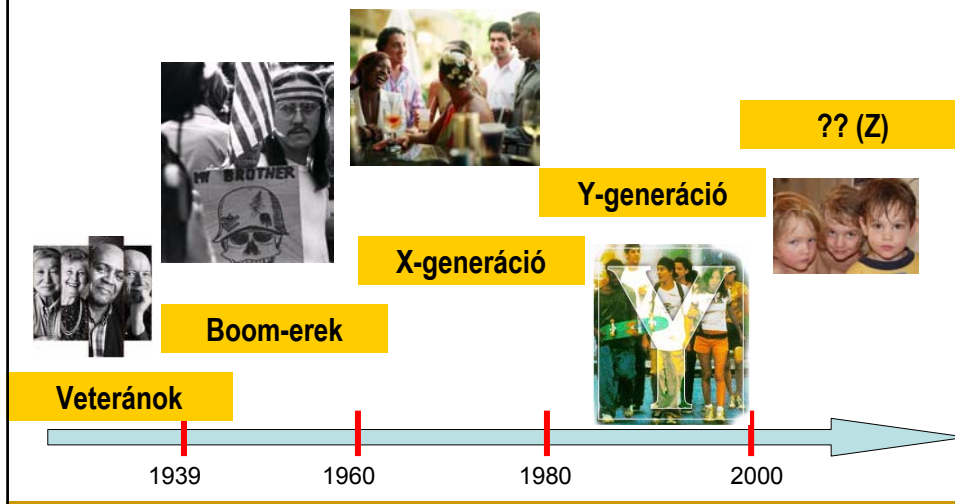 ?? (Z)
MY BROTHER
Y-generáció
X-generáció
Y
Boom-erek
Veteránok
1939
1960
1980
2000